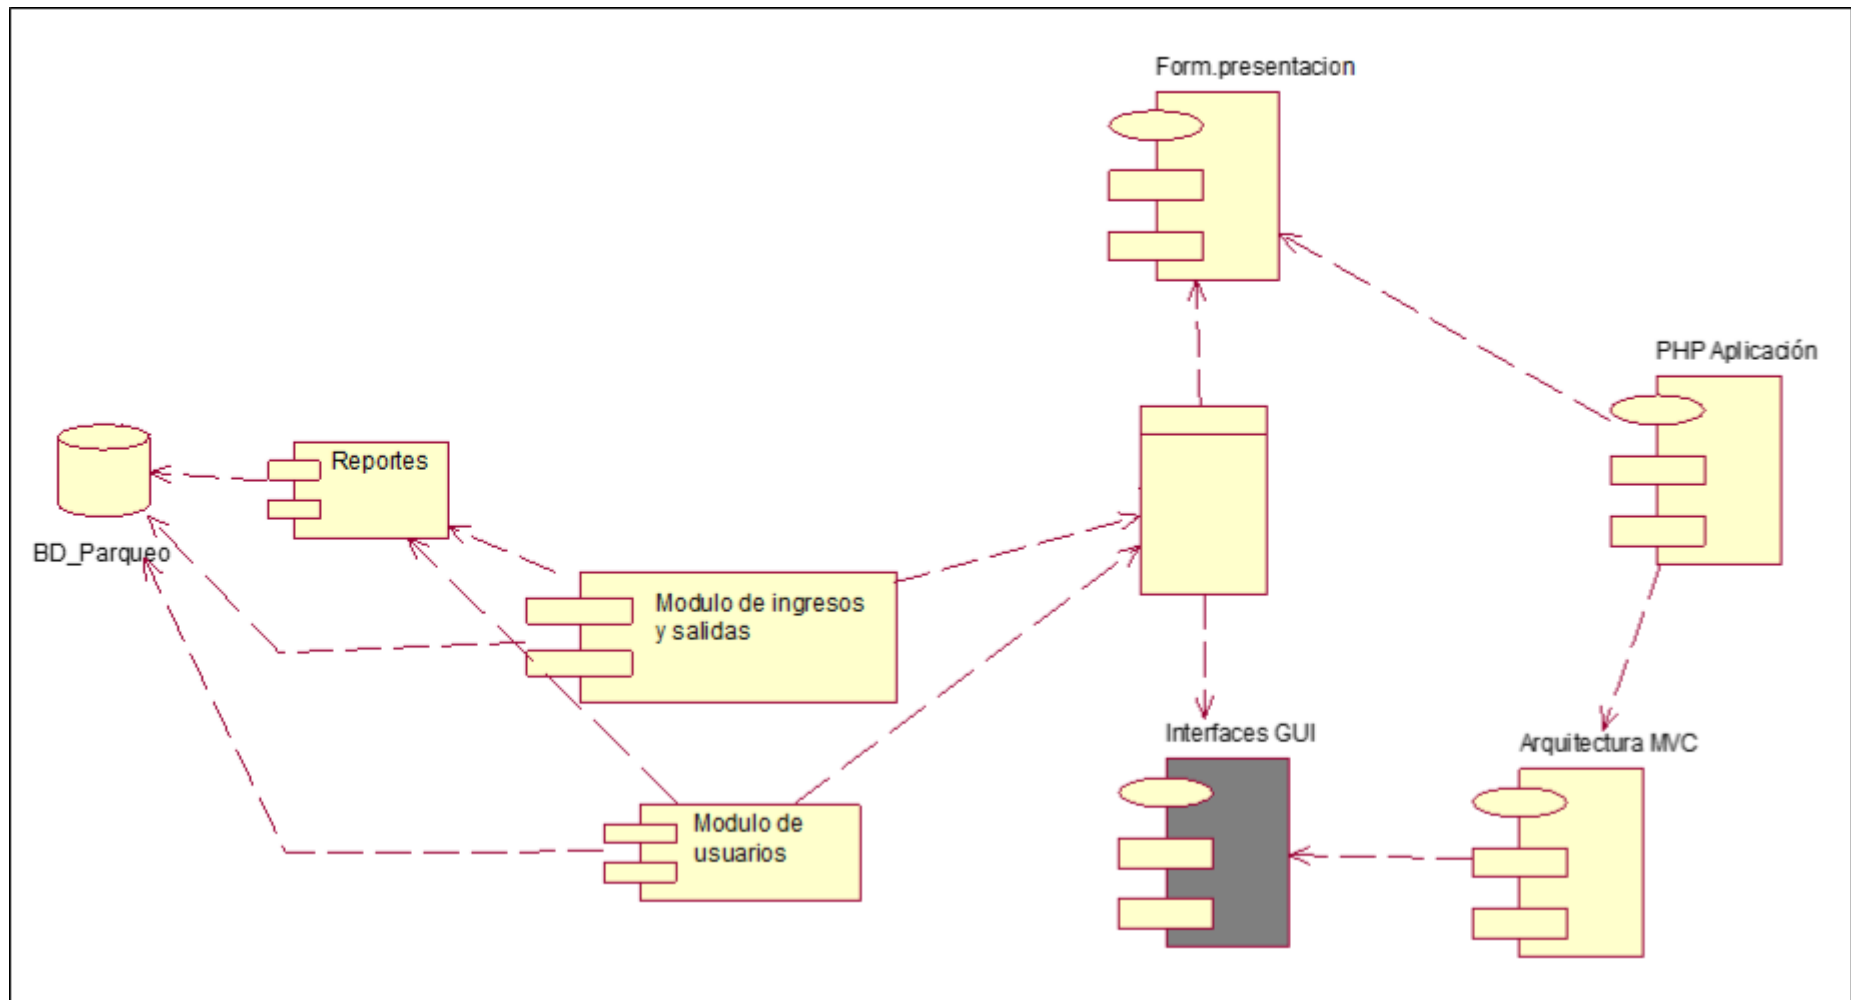 Form.presentacion
PHP Aplicación
Reportes
BD_Parqueo
Modulo de ingresos
y salidas
Interfaces GUI
Arquitectura MVC
Modulo de
usuarios